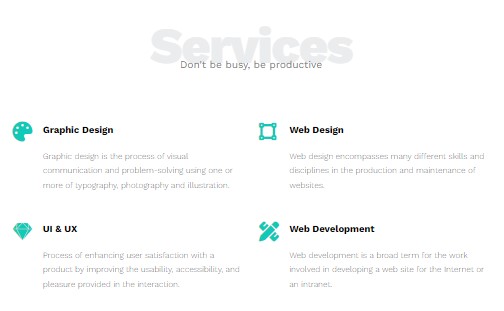 Services
Don't be busy, be productive
Graphic Design
Graphic design is the process of visual
communication and problem-solving using one or
more of typography, photography and illustration.
Web Design
Web design encompasses many different skills and
disciplines in the production and maintenance of
websites.
UI & UX
Process of enhancing user satisfaction with a
product by improving the usability, accessibility, and
pleasure provided in the interaction.
Web Development
Web development is a broad term for the work
involved in developing a web site for the Internet or
an intranet.